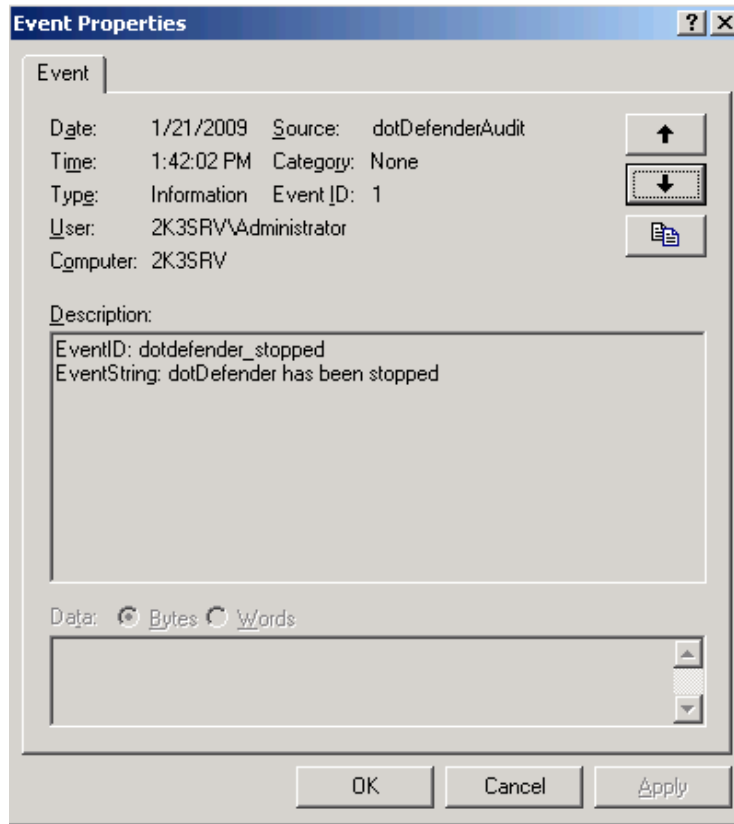 Event Properties
Event
Date: 1/21/2009 Source: dotDefenderAudit
Time: 1:42:02 PM Category: None
Type: Information Event ID: 1
User: 2K3SRV\Administrator
Computer: 2K3SRV
Description:
EventID: dotdefender_stopped
EventString: dotDefender has been stopped
Data: Bytes Words
OK Cancel Apply